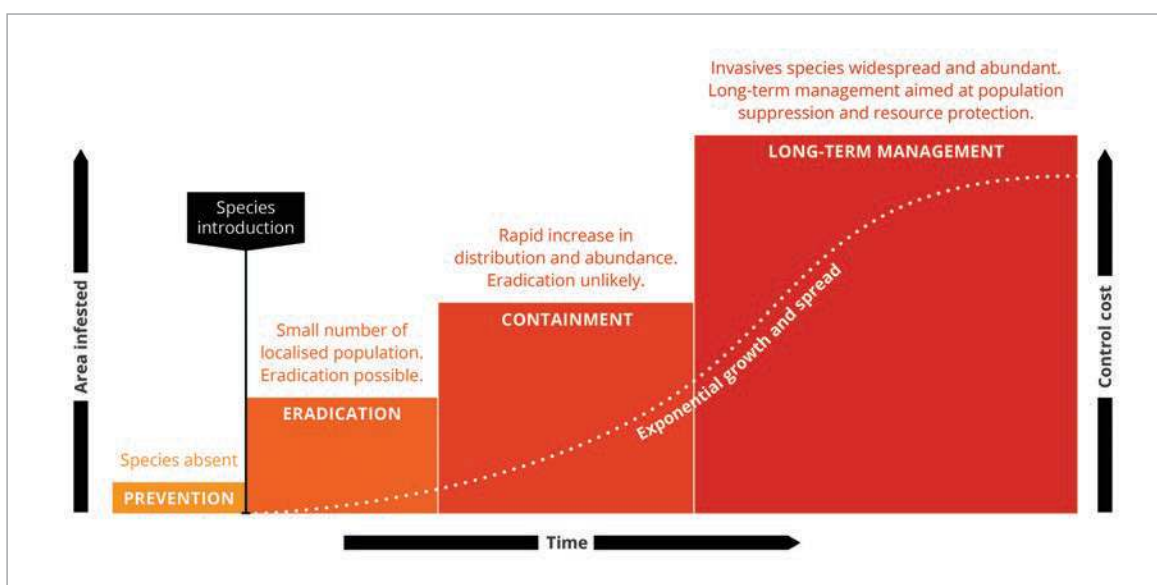 Invasives species widespread and abundant.
Long-term management aimed at population
suppression and resource protection.
LONG-TERM MANAGEMENT
Species
introduction
Rapid increase in
distribution and abundance.
Eradication unlikely.
CONTAINMENT
Small number of
localised population.
Eradication possible.
ERADICATION
Species absent
PREVENTION
Area infested
Exponential growth and spread
Control cost
Time